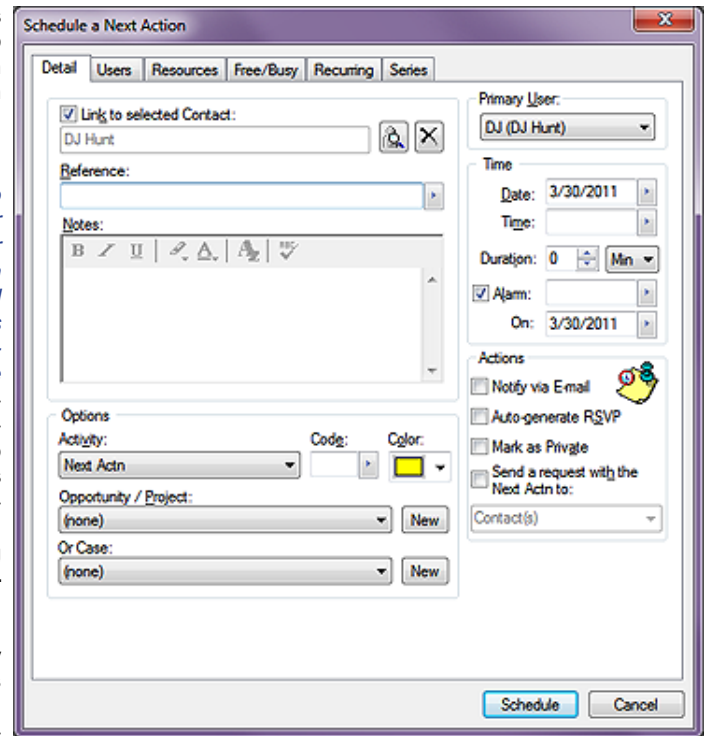 Schedule a Next Action
Detail Users Resources Free/Busy Recurring Series
Link to selected Contact:
DJ Hunt
Reference:
Notes:
B I U A A ABC
Options
Activity: Code: Color:
Next Actn
Opportunity / Project:
(none) New
Or Case:
(none) New
Primary User:
DJ (DJ Hunt)
Time
Date: 3/30/2011
Time:
Duration: 0 Min
Alarm:
On: 3/30/2011
Actions
Notify via E-mail
Auto-generate RSVP
Mark as Private
Send a request with the
Next Actn to:
Contact(s)
Schedule Cancel